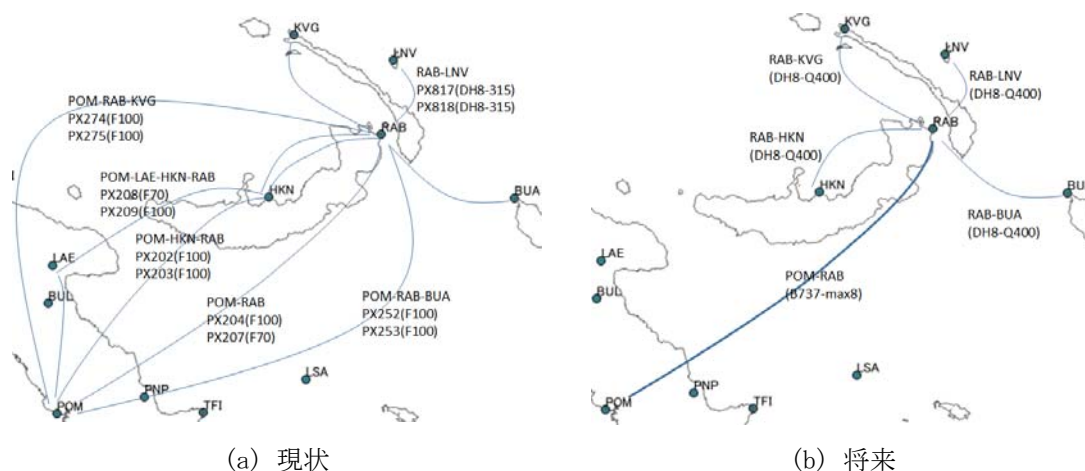 KVG
LNV
RAB-LNV
PX817(DH8-315)
PX818(DH8-315)
POM-RAB-KVG
PX274(F100)
PX275(F100)
RAB
POM-LAE-HKN-RAB
PX208(F70)
PX209(F100)
HKN
BUA
POM-HKN-RAB
PX202(F100)
PX203(F100)
LAE
BUL
POM-RAB
PX204(F100)
PX207(F70)
POM-RAB-BUA
PX252(F100)
PX253(F100)
LSA
PNP
POM
TFI
(a) 現状
KVG
LNV
RAB-KVG
(DH8-Q400)
RAB-LNV
(DH8-Q400)
RAB
RAB-HKN
(DH8-Q400)
HKN
BU
RAB-BUA
(DH8-Q400)
LAE
BUL
POM-RAB
(B737-max8)
LSA
PNP
POM
TFI
(b) 将来